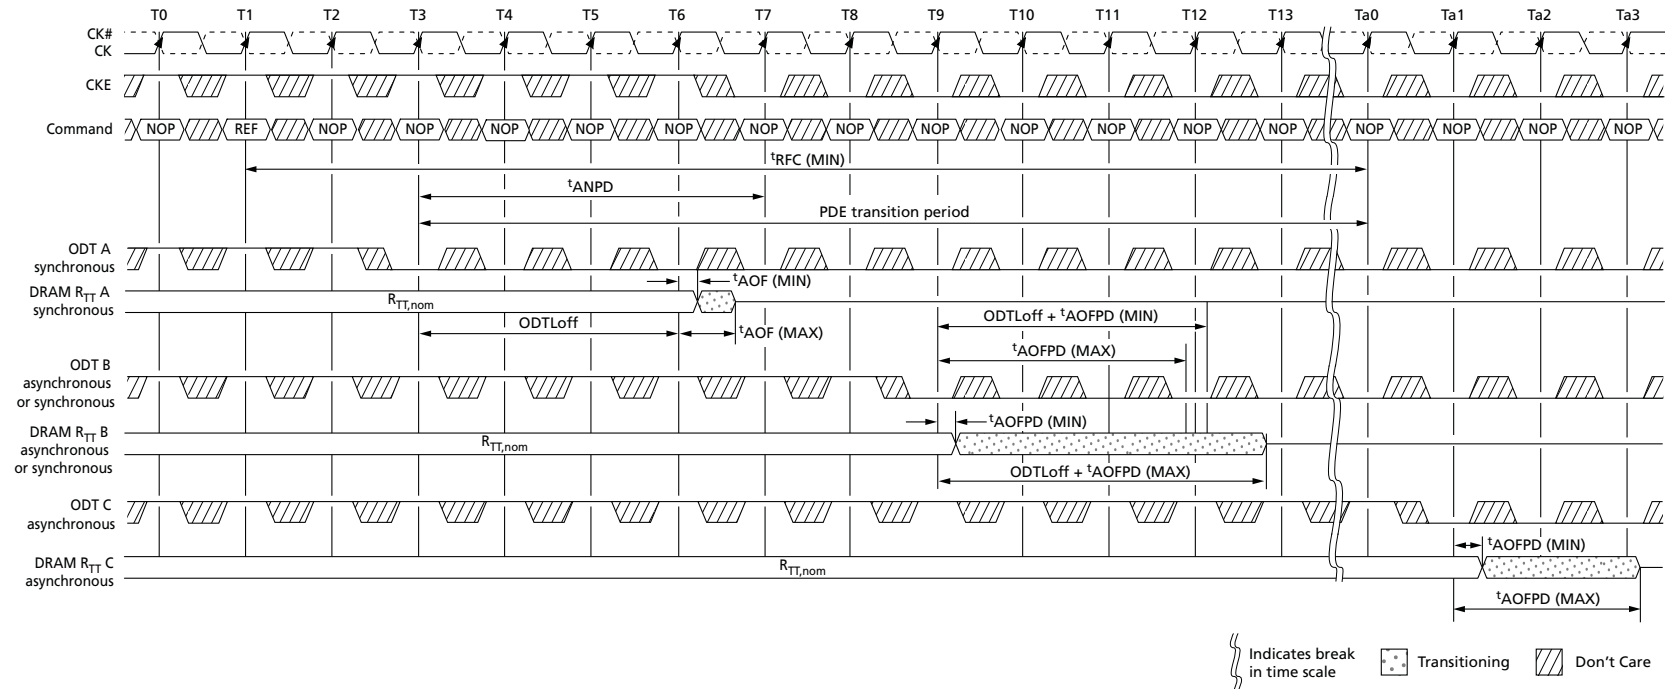 T0 T1 T2 T3 T4 T5 T6 T7 T8 T9 T10 T11 T12 T13 Ta0 Ta1 Ta2 Ta3
CK#
CK
CKE
Command NOP REF NOP NOP NOP NOP NOP NOP NOP NOP NOP NOP NOP NOP NOP NOP NOP NOP
tRFC (MIN)
tANPD
PDE transition period
ODT A
synchronous
tAOF (MIN)
DRAM RTT A
synchronous
RTT,nom
ODTLoff
tAOF (MAX)
ODTLoff + tAOFPD (MIN)
tAOFPD (MAX)
ODT B
asynchronous
or synchronous
tAOFPD (MIN)
DRAM RTT B
asynchronous
or synchronous
RTT,nom
ODTLoff + tAOFPD (MAX)
ODT C
asynchronous
tAOFPD (MIN)
DRAM RTT C
asynchronous
RTT,nom
tAOFPD (MAX)
Indicates break
in time scale
Transitioning
Don't Care